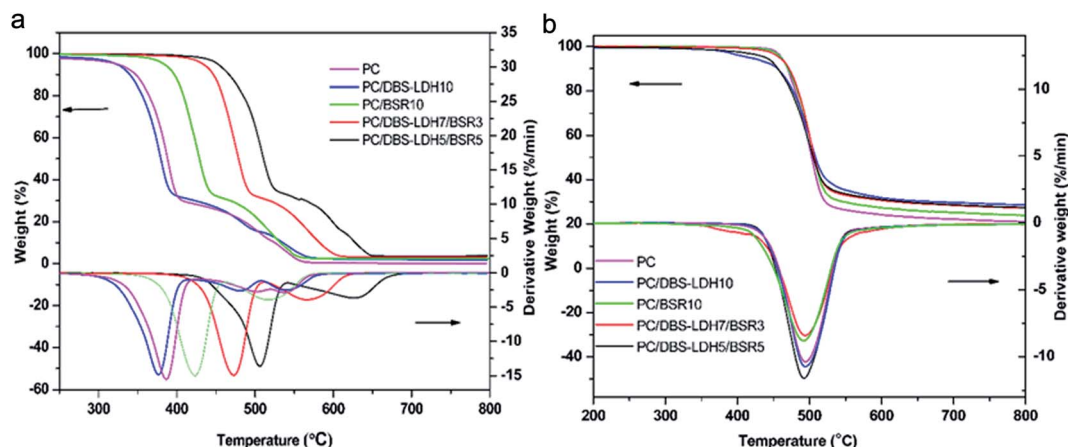 a
100
80
60
40
20
0
-20
-40
-60
Weight (%)
35
30
25
20
15
10
5
0
-5
-10
-15
Derivative Weight (%/min)
PC
PC/DBS-LDH10
PC/BSR10
PC/DBS-LDH7/BSR3
PC/DBS-LDH5/BSR5
300 400 500 600 700 800
Temperature (°C)
b
100
80
60
40
20
0
-20
-40
Weight (%)
10
5
0
-5
-10
Derivative weight (%/min)
PC
PC/DBS-LDH10
PC/BSR10
PC/DBS-LDH7/BSR3
PC/DBS-LDH5/BSR5
200 300 400 500 600 700 800
Temperature (°C)